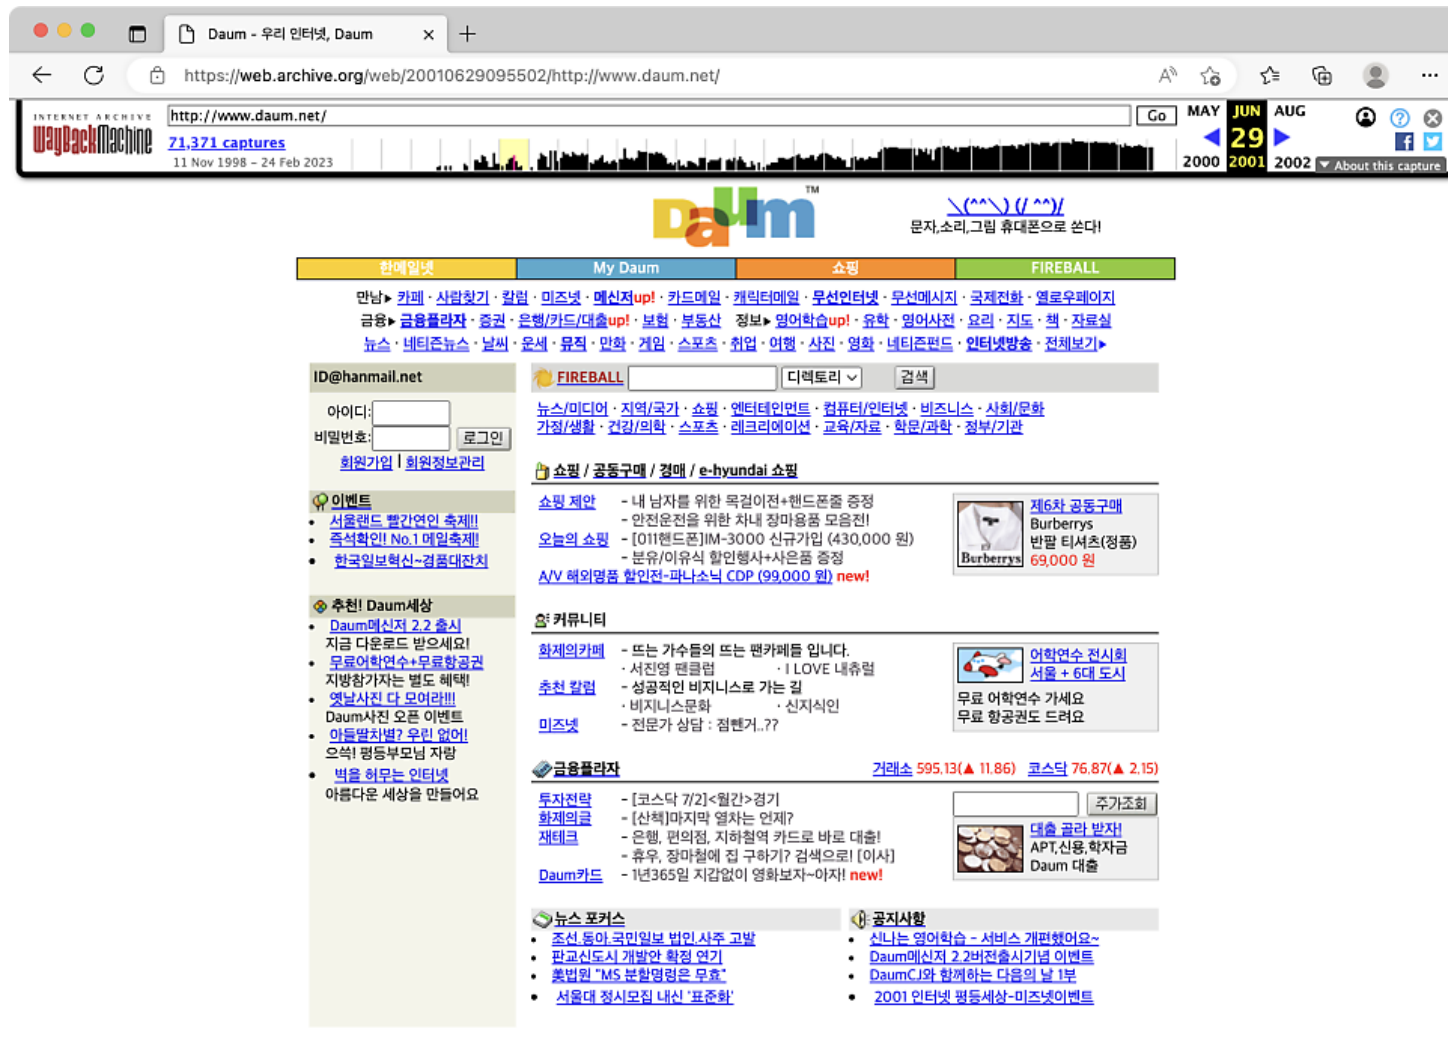 Daum - 우리 인터넷, Daum
https://web.archive.org/web/20010629095502/http://www.daum.net/
INTERNET ARCHIVE
WayBackMachine
http://www.daum.net/
Go
71,371 captures
11 Nov 1998 – 24 Feb 2023
MAY JUN AUG
29
2000 2001 2002
About this capture
Daum™
＼(^^＼) (/ ^^)/
문자,소리,그림 휴대폰으로 쏜다!
한메일넷 My Daum 쇼핑 FIREBALL
만남▶ 카페 · 사람찾기 · 칼럼 · 미즈넷 · 메신저up! · 카드메일 · 캐릭터메일 · 무선인터넷 · 무선메시지 · 국제전화 · 옐로우페이지
금융▶ 금융플라자 · 증권 · 은행/카드/대출up! · 보험 · 부동산 정보▶ 영어학습up! · 유학 · 영어사전 · 요리 · 지도 · 책 · 자료실
뉴스 · 네티즌뉴스 · 날씨 · 운세 · 뮤직 · 만화 · 게임 · 스포츠 · 취업 · 여행 · 사진 · 영화 · 네티즌펀드 · 인터넷방송 · 전체보기▶
ID@hanmail.net
아이디:
비밀번호: 로그인
회원가입 | 회원정보관리
이벤트
• 서울랜드 빨간연인 축제!!
• 즉석확인! No.1 메일축제!
• 한국일보혁신~경품대잔치
추천! Daum세상
• Daum메신저 2.2 출시
지금 다운로드 받으세요!
• 무료어학연수+무료항공권
지방참가자는 별도 혜택!
• 옛날사진 다 모여라!!!
Daum사진 오픈 이벤트
• 아들딸차별? 우린 없어!
으쓱! 평등부모님 자랑
• 벽을 허무는 인터넷
아름다운 세상을 만들어요
FIREBALL 디렉토리 검색
뉴스/미디어 · 지역/국가 · 쇼핑 · 엔터테인먼트 · 컴퓨터/인터넷 · 비즈니스 · 사회/문화
가정/생활 · 건강/의학 · 스포츠 · 레크리에이션 · 교육/자료 · 학문/과학 · 정부/기관
쇼핑 / 공동구매 / 경매 / e-hyundai 쇼핑
쇼핑 제안 - 내 남자를 위한 목걸이전+핸드폰줄 증정
- 안전운전을 위한 차내 장마용품 모음전!
오늘의 쇼핑 - [011핸드폰]IM-3000 신규가입 (430,000 원)
- 분유/이유식 할인행사+사은품 증정
A/V 해외명품 할인전-파나소닉 CDP (99,000 원) new!
Burberrys
제6차 공동구매
Burberrys
반팔 티셔츠(정품)
69,000 원
커뮤니티
화제의카페 - 뜨는 가수들의 뜨는 팬카페들 입니다.
· 서진영 팬클럽 · I LOVE 내츄럴
추천 칼럼 - 성공적인 비지니스로 가는 길
· 비지니스문화 · 신지식인
미즈넷 - 전문가 상담 : 점뺀거..??
어학연수 전시회
서울 + 6대 도시
무료 어학연수 가세요
무료 항공권도 드려요
금융플라자 거래소 595.13(▲ 11.86) 코스닥 76.87(▲ 2.15)
투자전략 - [코스닥 7/2]<월간>경기
화제의글 - [산책]마지막 열차는 언제?
재테크 - 은행, 편의점, 지하철역 카드로 바로 대출!
- 휴우, 장마철에 집 구하기? 검색으로! [이사]
Daum카드 - 1년365일 지갑없이 영화보자~아자! new!
주가조회
대출 골라 받자!
APT,신용,학자금
Daum 대출
뉴스 포커스
• 조선.동아.국민일보 법인.사주 고발
• 판교신도시 개발안 확정 연기
• 美법원 "MS 분할명령은 무효"
• 서울대 정시모집 내신 '표준화'
공지사항
• 신나는 영어학습 - 서비스 개편했어요~
• Daum메신저 2.2버전출시기념 이벤트
• DaumCJ와 함께하는 다음의 날 1부
• 2001 인터넷 평등세상-미즈넷이벤트